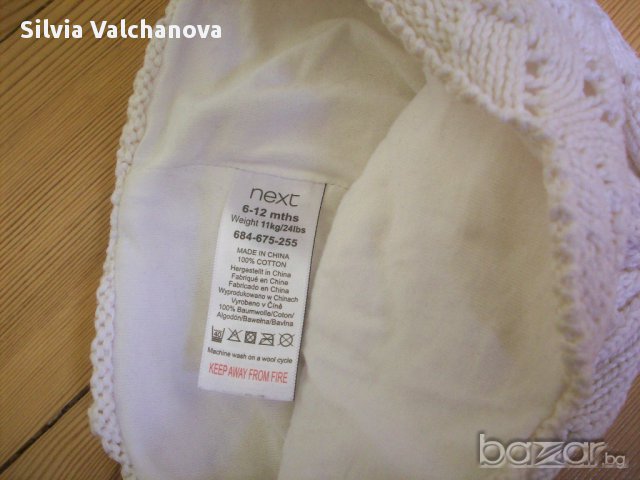 Silvia Valchanova
next
6-12 mths
Weight 11kg/24lbs
684-675-255
MADE IN CHINA
100% COTTON
Hergestellt in China
Fabriqué en Chine
Fabricado en China
Wyprodukowano w Chinach
Vyrobeno v Číně
100% Baumwolle/Coton/
Algodón/Bawełna/Bavlna
40
Machine wash on a wool cycle
KEEP AWAY FROM FIRE
bazar.bg